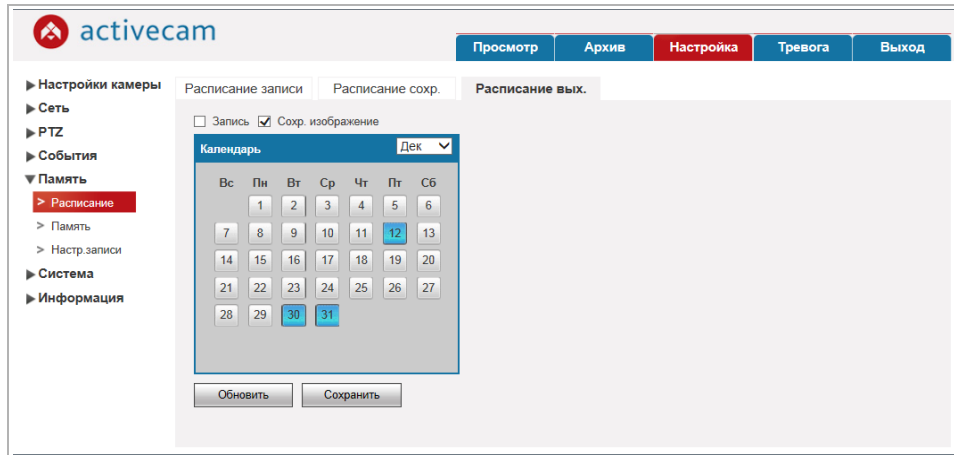 activecam
Просмотр Архив Настройка Тревога Выход
Настройки камеры
Сеть
PTZ
События
Память
> Расписание
> Память
> Настр.записи
Система
Информация
Расписание записи Расписание сохр. Расписание вых.
Запись Сохр. изображение
Календарь Дек
Вс Пн Вт Ср Чт Пт Сб
1 2 3 4 5 6
7 8 9 10 11 12 13
14 15 16 17 18 19 20
21 22 23 24 25 26 27
28 29 30 31
Обновить Сохранить